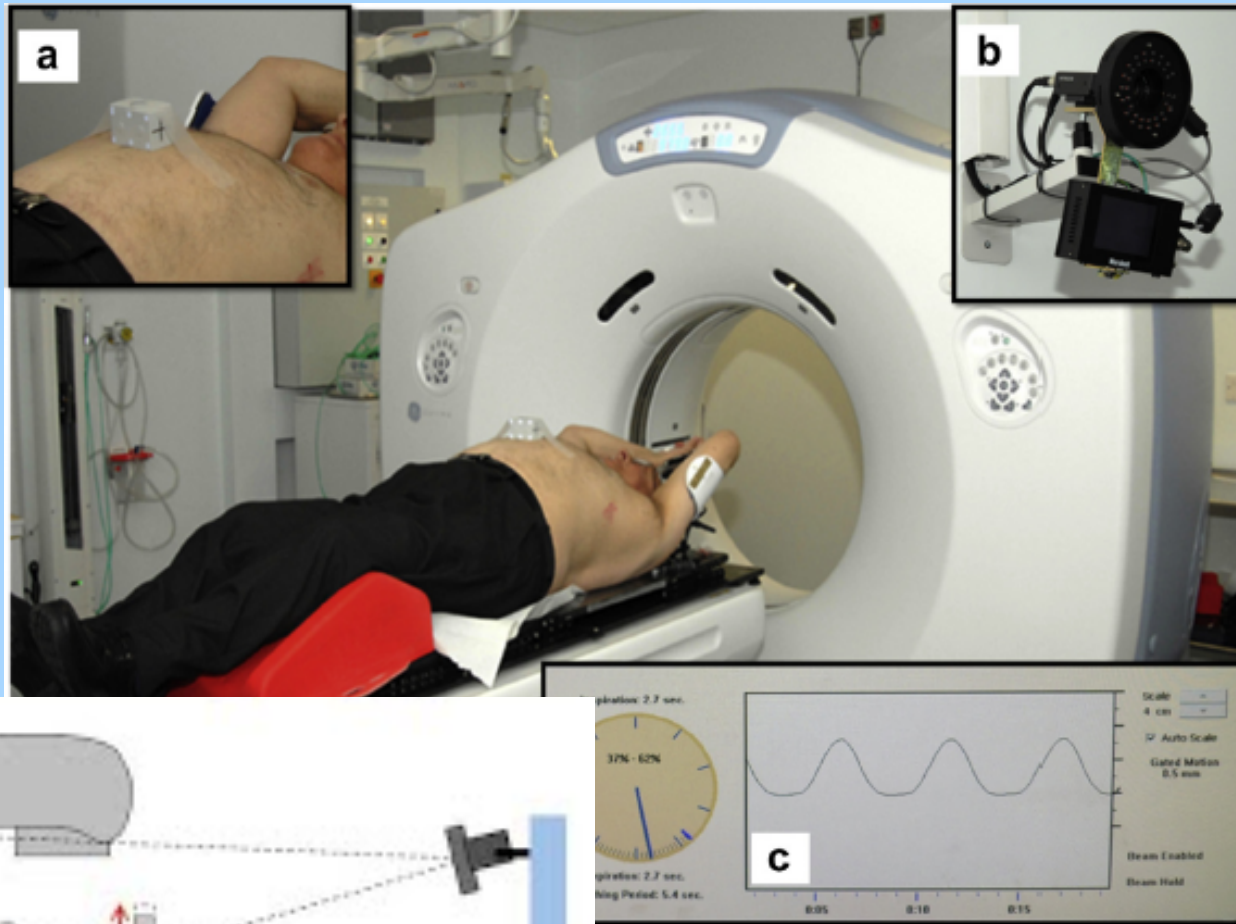 a
b
c
piration: 2.7 sec.
37% - 62%
piration: 2.7 sec.
hing Period: 5.4 sec.
0:05
0:10
0:15
Scale
4 cm
Auto Scale
Gated Motion
0.5 mm
Beam Enabled
Beam Hold